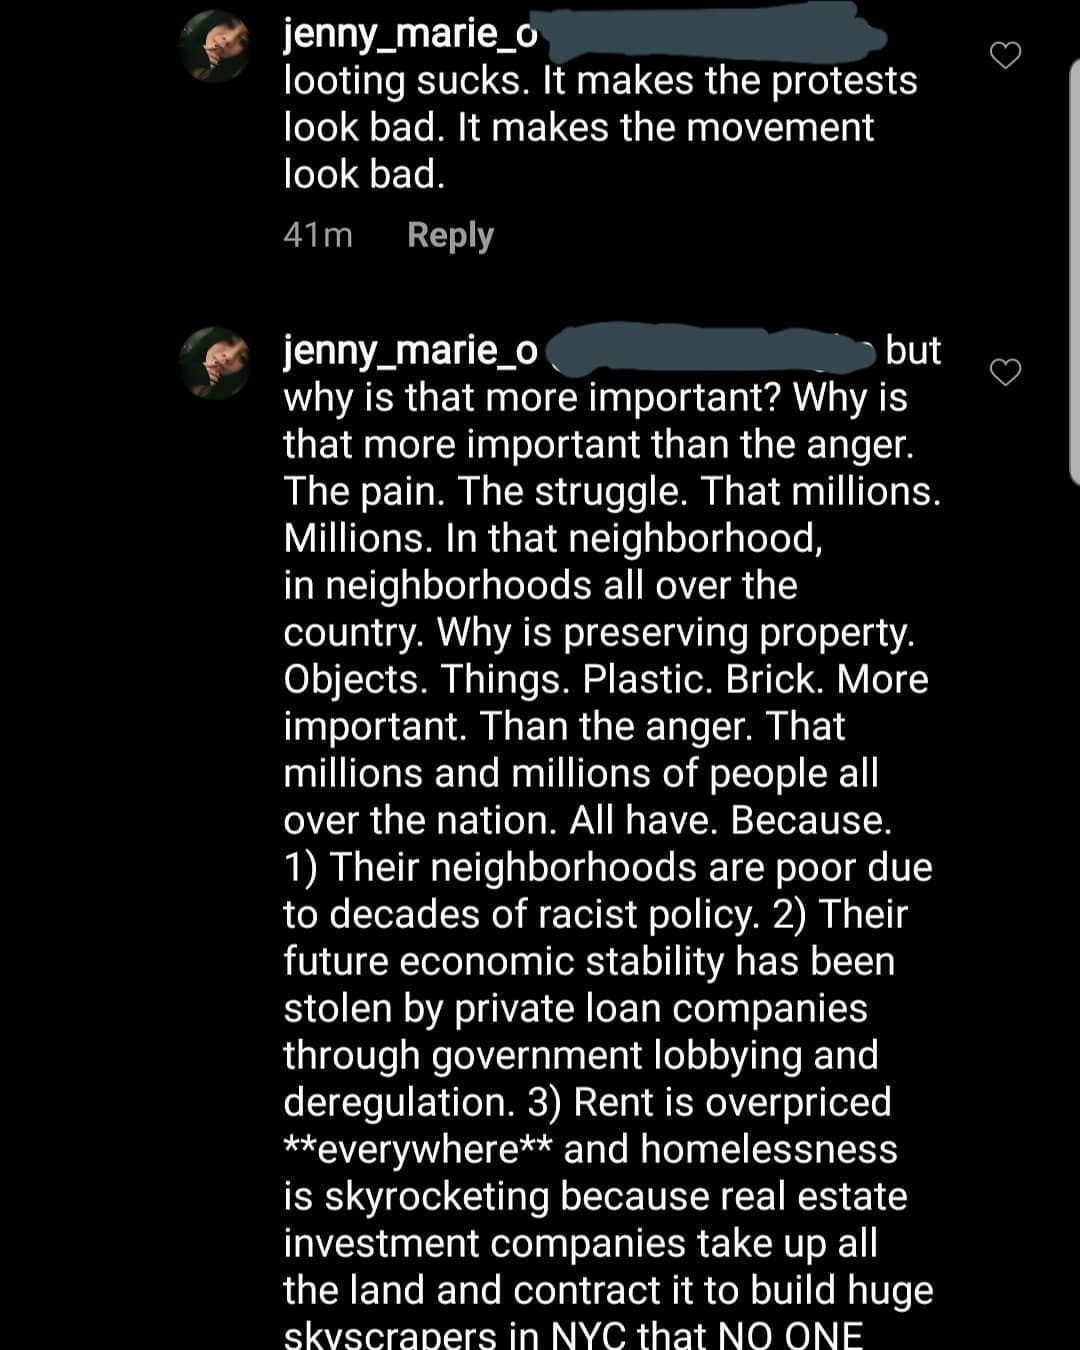 jenny_marie_o
looting sucks. It makes the protests
look bad. It makes the movement
look bad.
41m Reply
jenny_marie_o but
why is that more important? Why is
that more important than the anger.
The pain. The struggle. That millions.
Millions. In that neighborhood,
in neighborhoods all over the
country. Why is preserving property.
Objects. Things. Plastic. Brick. More
important. Than the anger. That
millions and millions of people all
over the nation. All have. Because.
1) Their neighborhoods are poor due
to decades of racist policy. 2) Their
future economic stability has been
stolen by private loan companies
through government lobbying and
deregulation. 3) Rent is overpriced
**everywhere** and homelessness
is skyrocketing because real estate
investment companies take up all
the land and contract it to build huge
skyscrapers in NYC that NO ONE